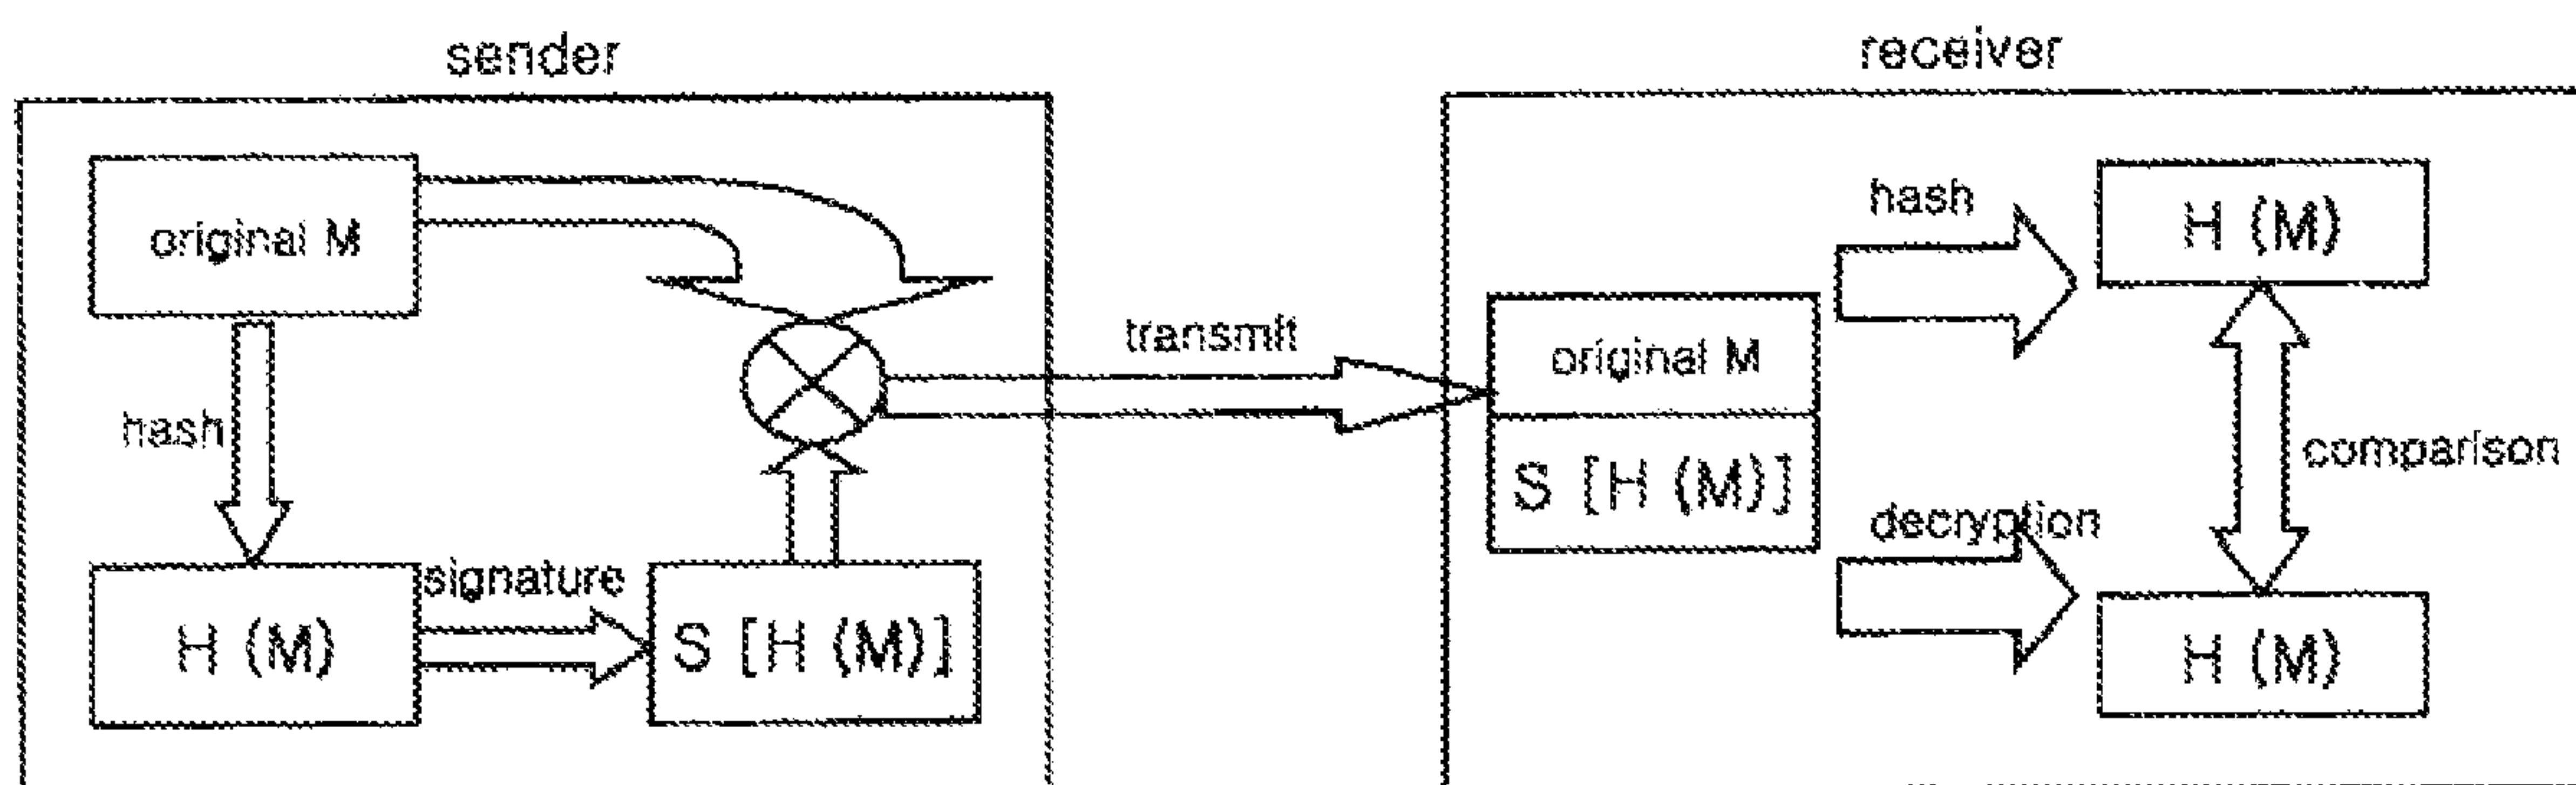 sender
original M
hash
H (M)
signature
S [H (M)]
transmit
receiver
original M
S [H (M)]
hash
H (M)
decryption
H (M)
comparison